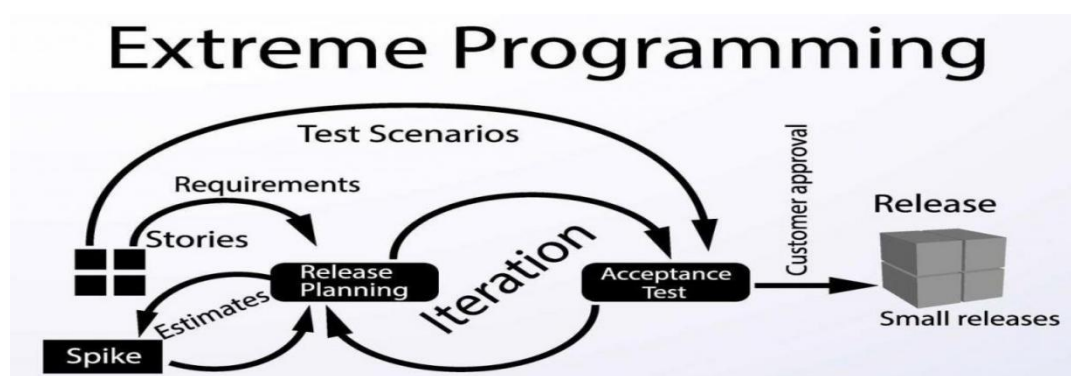 Extreme Programming
Test Scenarios
Requirements
Stories
Release
Planning
Estimates
Spike
Iteration
Acceptance
Test
Customer approval
Release
Small releases